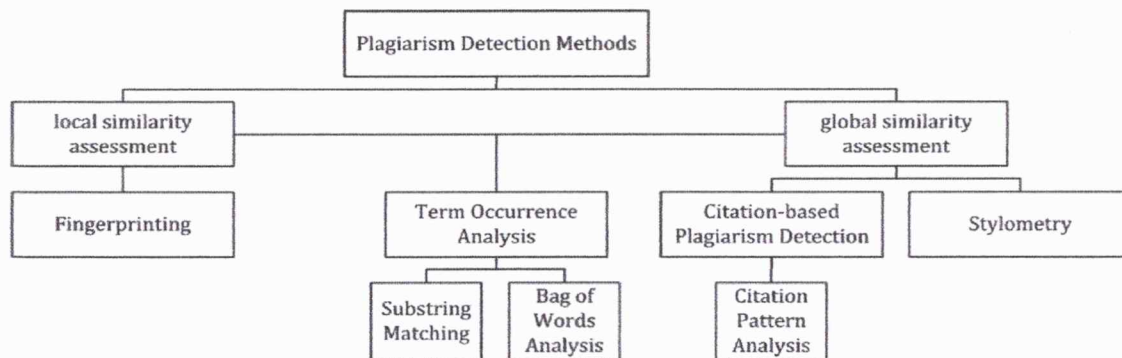 Plagiarism Detection Methods
local similarity
assessment
global similarity
assessment
Fingerprinting
Term Occurrence
Analysis
Citation-based
Plagiarism Detection
Stylometry
Substring
Matching
Bag of
Words
Analysis
Citation
Pattern
Analysis